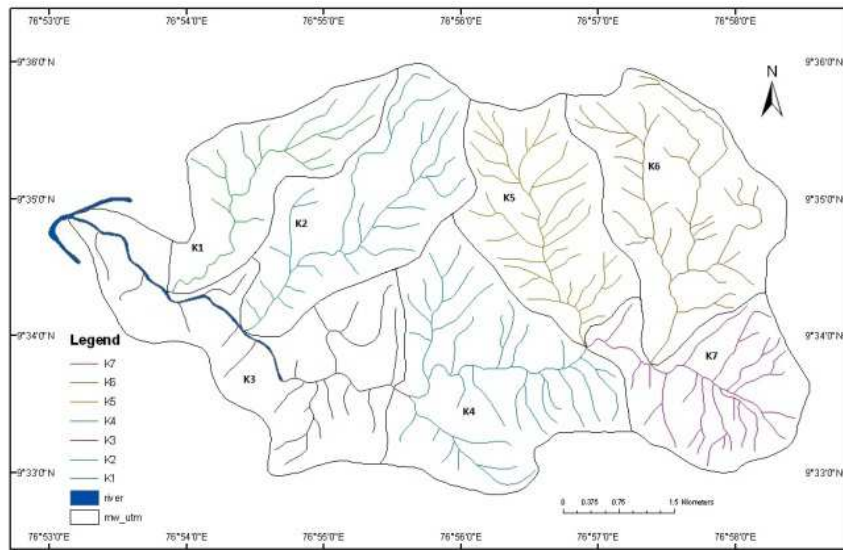 76°53'0"E 76°54'0"E 76°55'0"E 76°56'0"E 76°57'0"E 76°58'0"E
9°36'0"N 9°36'0"N
N
K6
K5
9°35'0"N 9°35'0"N
K2
K1
9°34'0"N 9°34'0"N
Legend
K7
K7
K6
K3
K5
K4
K4
K3
K2
K1
river
mw_utm
9°33'0"N 9°33'0"N
0 0.375 0.75 1.5 Kilometers
76°53'0"E 76°54'0"E 76°55'0"E 76°56'0"E 76°57'0"E 76°58'0"E